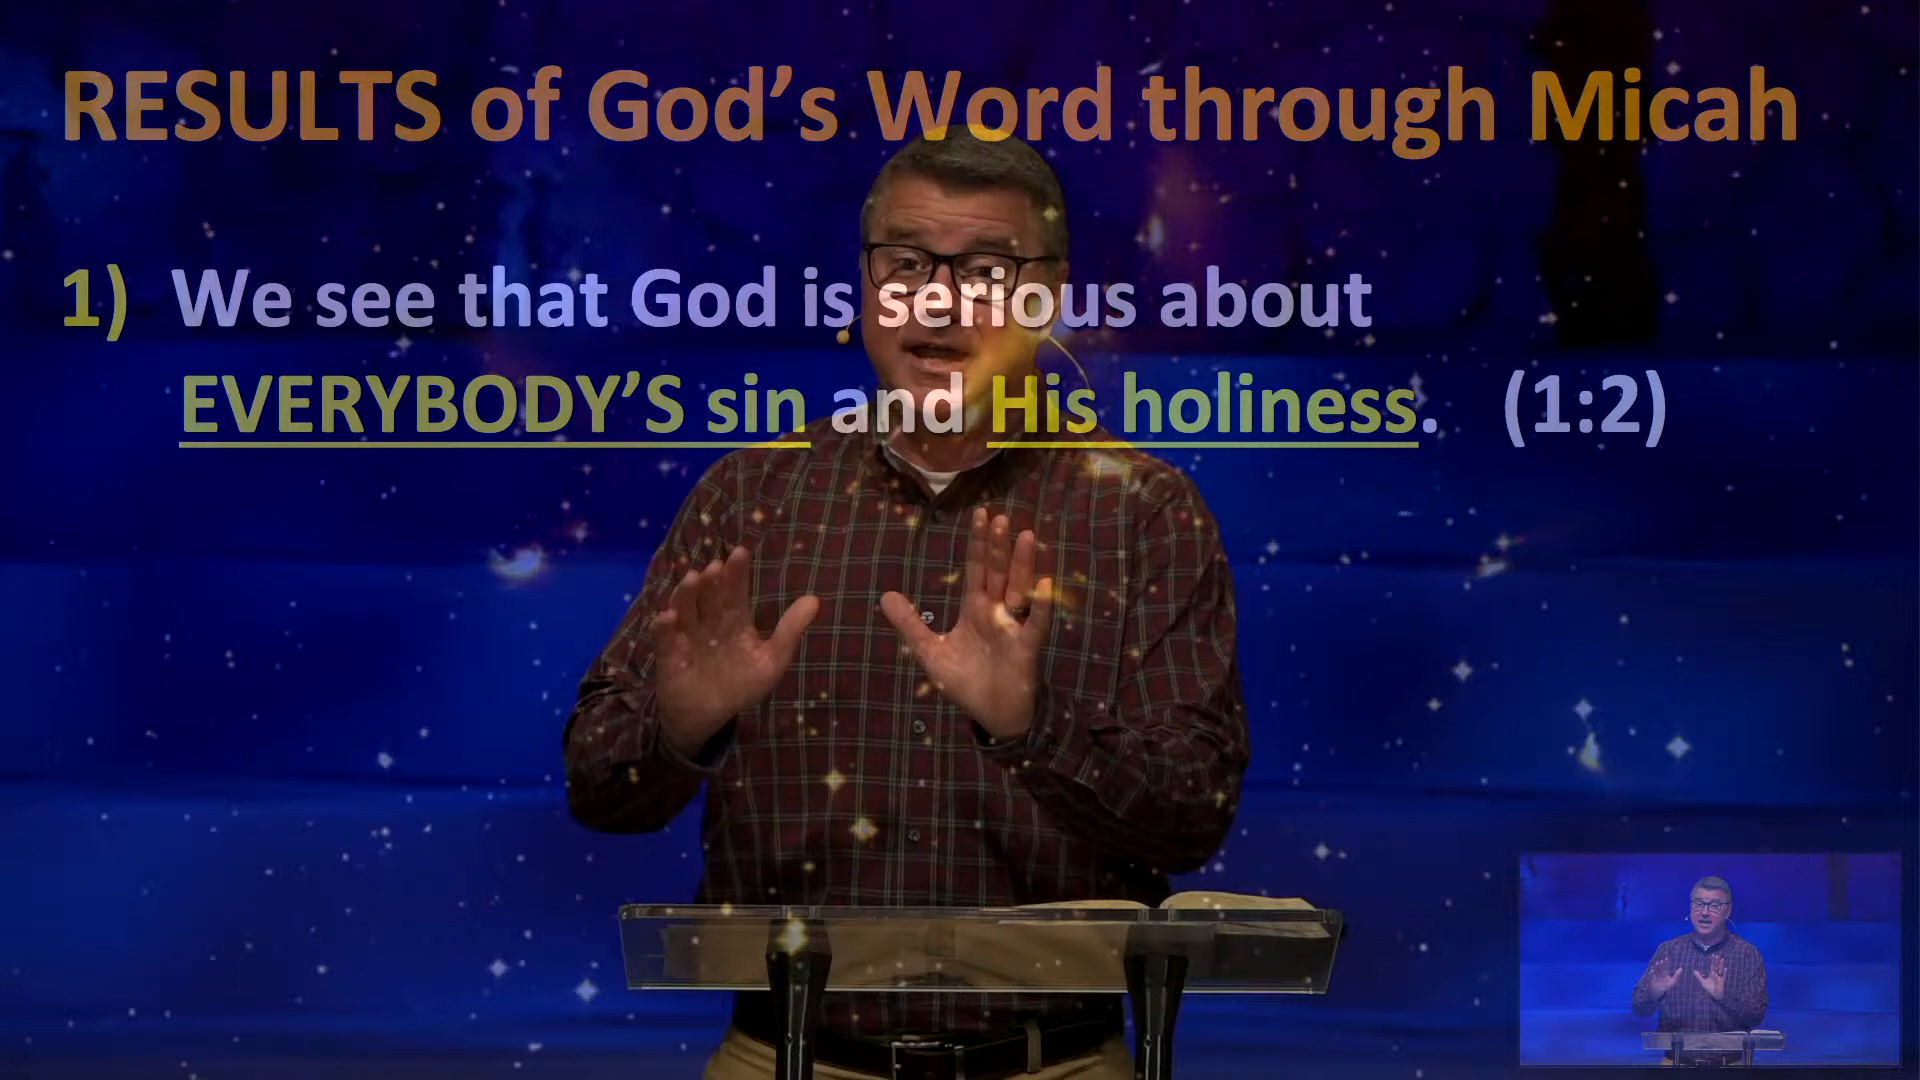 RESULTS of God’s Word through Micah
1) We see that God is serious about
EVERYBODY’S sin and His holiness. (1:2)